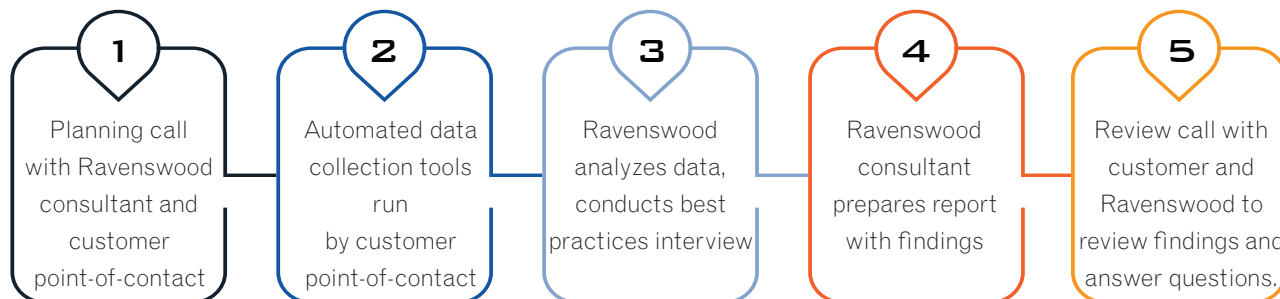 1
Planning call
with Ravenswood
consultant and
customer
point-of-contact
2
Automated data
collection tools
run
by customer
point-of-contact
3
Ravenswood
analyzes data,
conducts best
practices interview
4
Ravenswood
consultant
prepares report
with findings
5
Review call with
customer and
Ravenswood to
review findings and
answer questions.